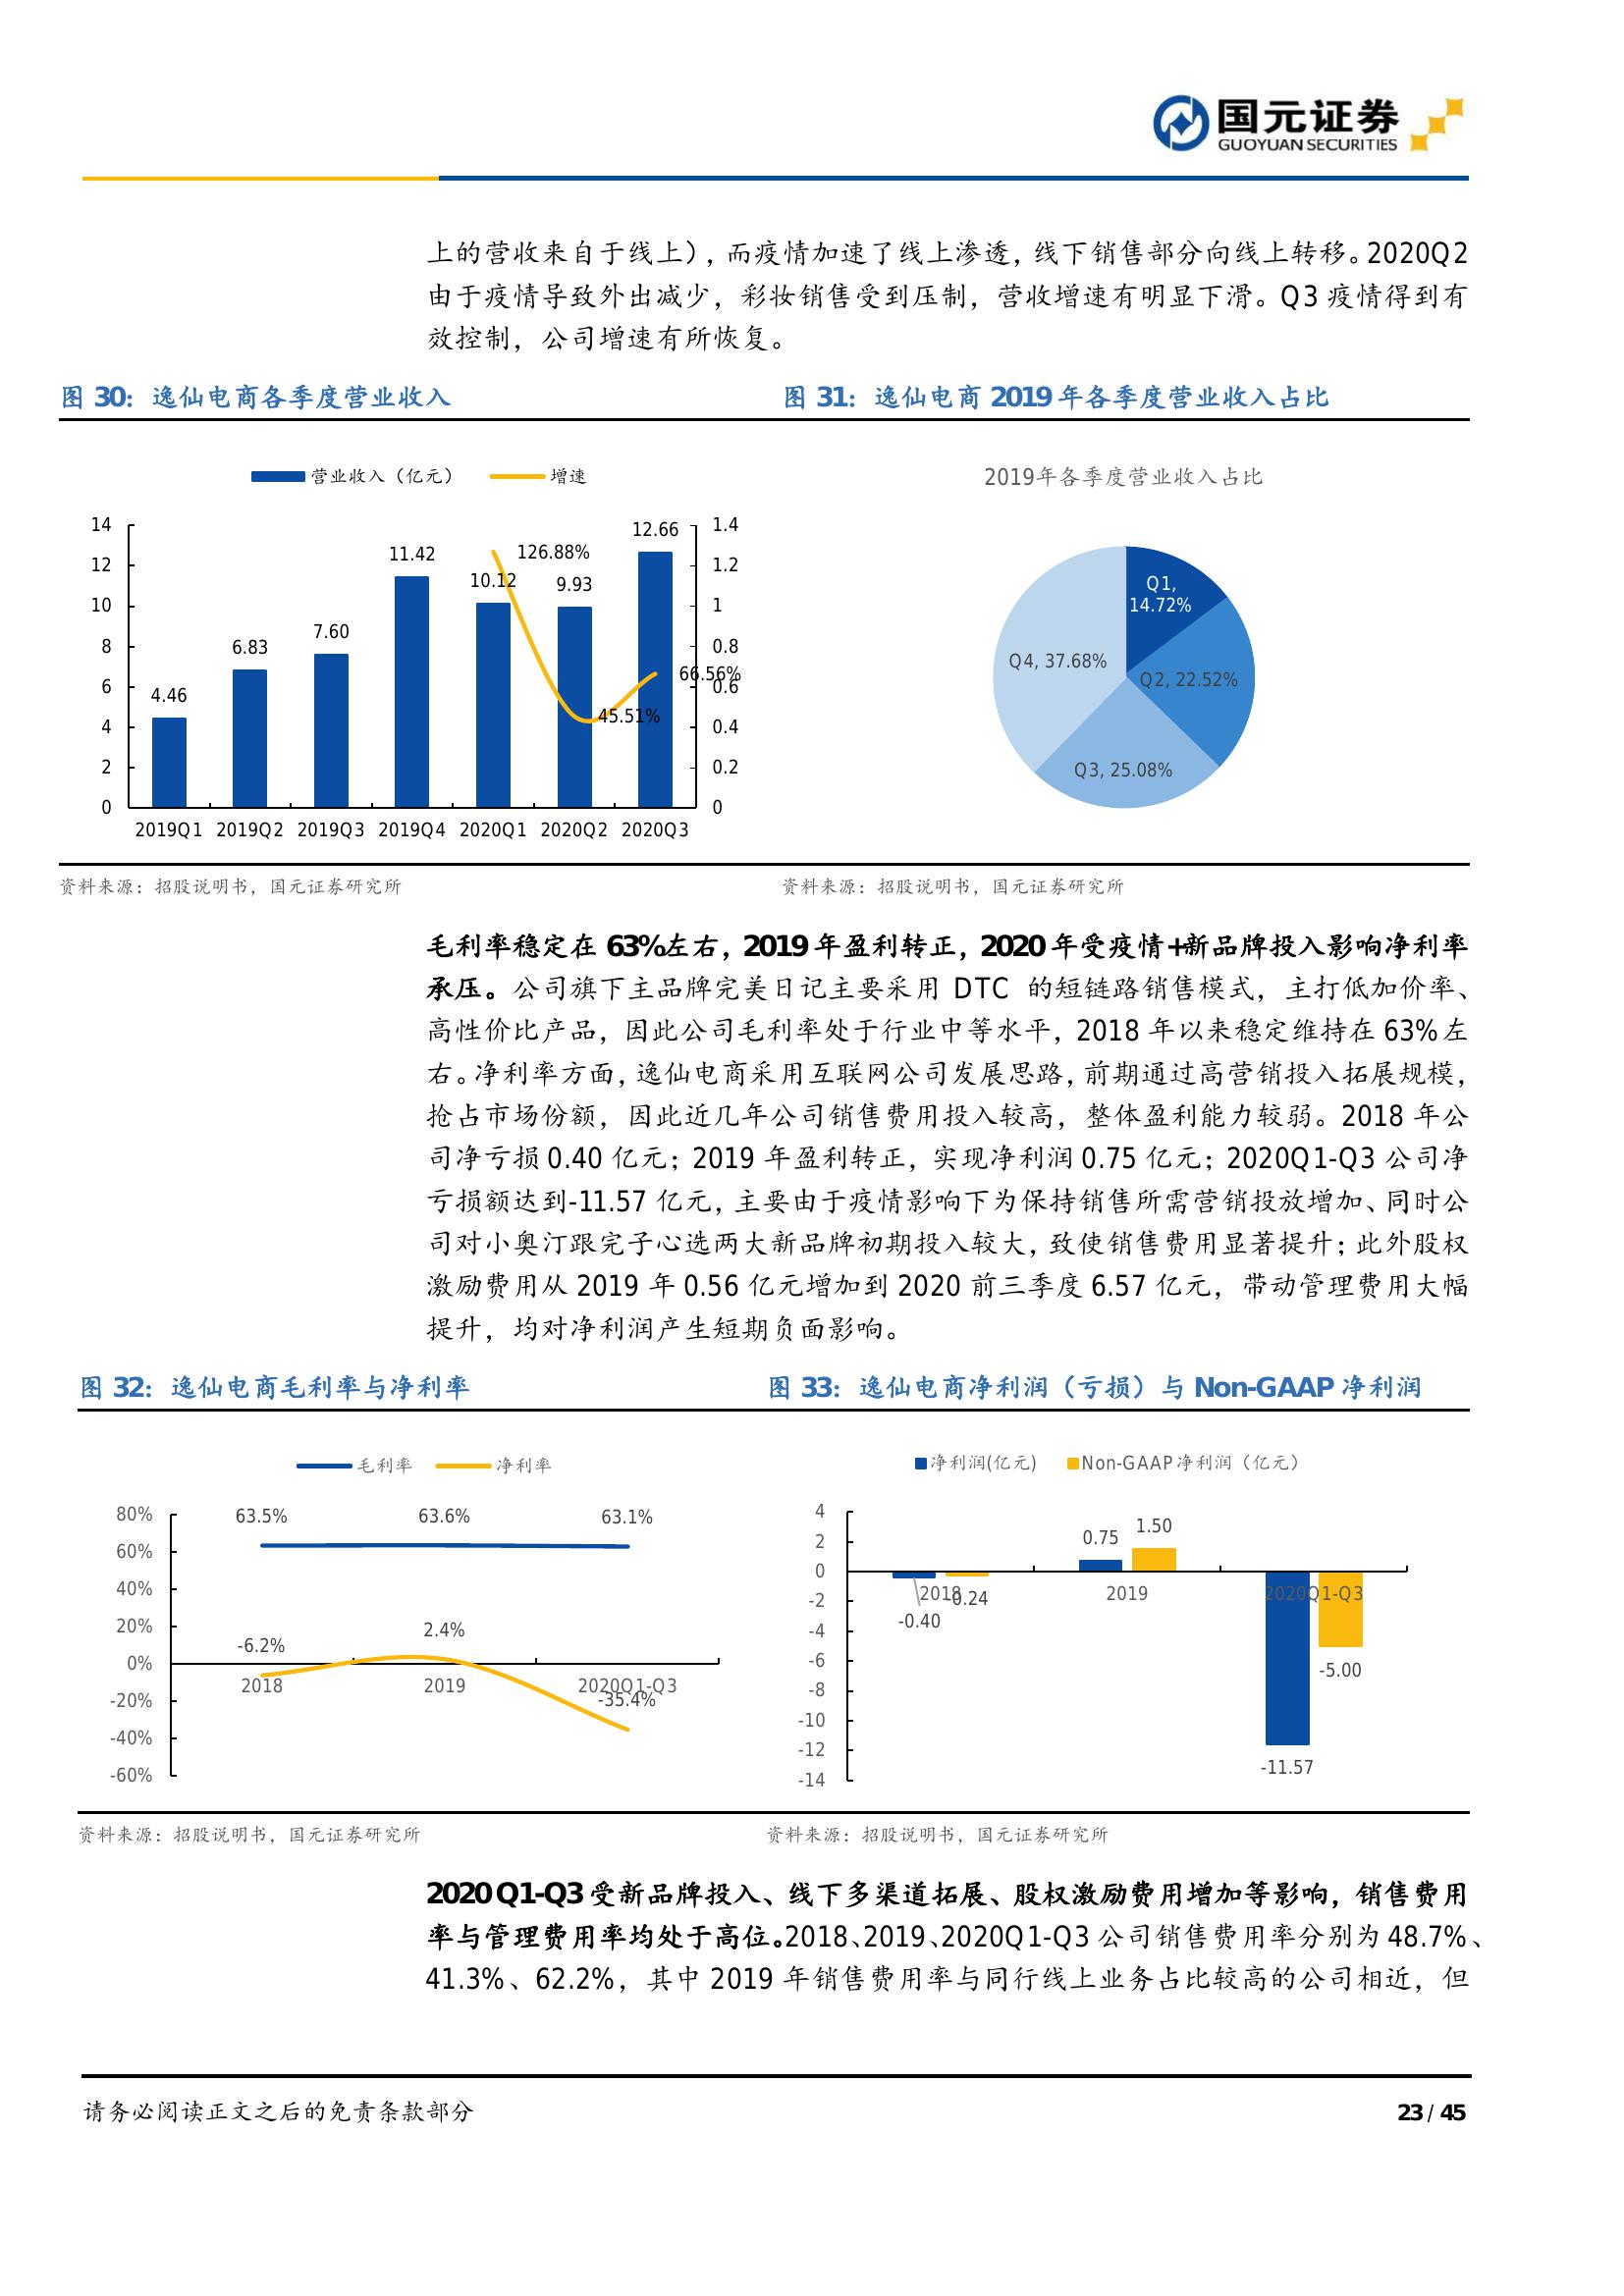 国元证券
GUOYUAN SECURITIES
上的营收来自于线上），而疫情加速了线上渗透，线下销售部分向线上转移。2020Q2
由于疫情导致外出减少，彩妆销售受到压制，营收增速有明显下滑。Q3 疫情得到有
效控制，公司增速有所恢复。
图 30：逸仙电商各季度营业收入
营业收入（亿元）
增速
14
12
10
8
6
4
2
0
4.46
6.83
7.60
11.42
10.12
9.93
12.66
126.88%
45.51%
66.56%
1.4
1.2
1
0.8
0.6
0.4
0.2
0
2019Q1 2019Q2 2019Q3 2019Q4 2020Q1 2020Q2 2020Q3
资料来源：招股说明书，国元证券研究所
图 31：逸仙电商 2019 年各季度营业收入占比
2019年各季度营业收入占比
Q1,
14.72%
Q2, 22.52%
Q3, 25.08%
Q4, 37.68%
资料来源：招股说明书，国元证券研究所
毛利率稳定在 63%左右，2019 年盈利转正，2020 年受疫情+新品牌投入影响净利率
承压。公司旗下主品牌完美日记主要采用 DTC 的短链路销售模式，主打低加价率、
高性价比产品，因此公司毛利率处于行业中等水平，2018 年以来稳定维持在 63%左
右。净利率方面，逸仙电商采用互联网公司发展思路，前期通过高营销投入拓展规模，
抢占市场份额，因此近几年公司销售费用投入较高，整体盈利能力较弱。2018 年公
司净亏损 0.40 亿元；2019 年盈利转正，实现净利润 0.75 亿元；2020Q1-Q3 公司净
亏损额达到-11.57 亿元，主要由于疫情影响下为保持销售所需营销投放增加、同时公
司对小奥汀跟完子心选两大新品牌初期投入较大，致使销售费用显著提升；此外股权
激励费用从 2019 年 0.56 亿元增加到 2020 前三季度 6.57 亿元，带动管理费用大幅
提升，均对净利润产生短期负面影响。
图 32：逸仙电商毛利率与净利率
毛利率
净利率
80%
60%
40%
20%
0%
-20%
-40%
-60%
63.5%
63.6%
63.1%
-6.2%
2.4%
-35.4%
2018
2019
2020Q1-Q3
资料来源：招股说明书，国元证券研究所
图 33：逸仙电商净利润（亏损）与 Non-GAAP 净利润
净利润(亿元)
Non-GAAP净利润（亿元）
4
2
0
-2
-4
-6
-8
-10
-12
-14
-0.40
-0.24
0.75
1.50
-11.57
-5.00
2018
2019
2020Q1-Q3
资料来源：招股说明书，国元证券研究所
2020Q1-Q3 受新品牌投入、线下多渠道拓展、股权激励费用增加等影响，销售费用
率与管理费用率均处于高位。2018、2019、2020Q1-Q3 公司销售费用率分别为 48.7%、
41.3%、62.2%，其中 2019 年销售费用率与同行线上业务占比较高的公司相近，但
请务必阅读正文之后的免责条款部分
23 / 45